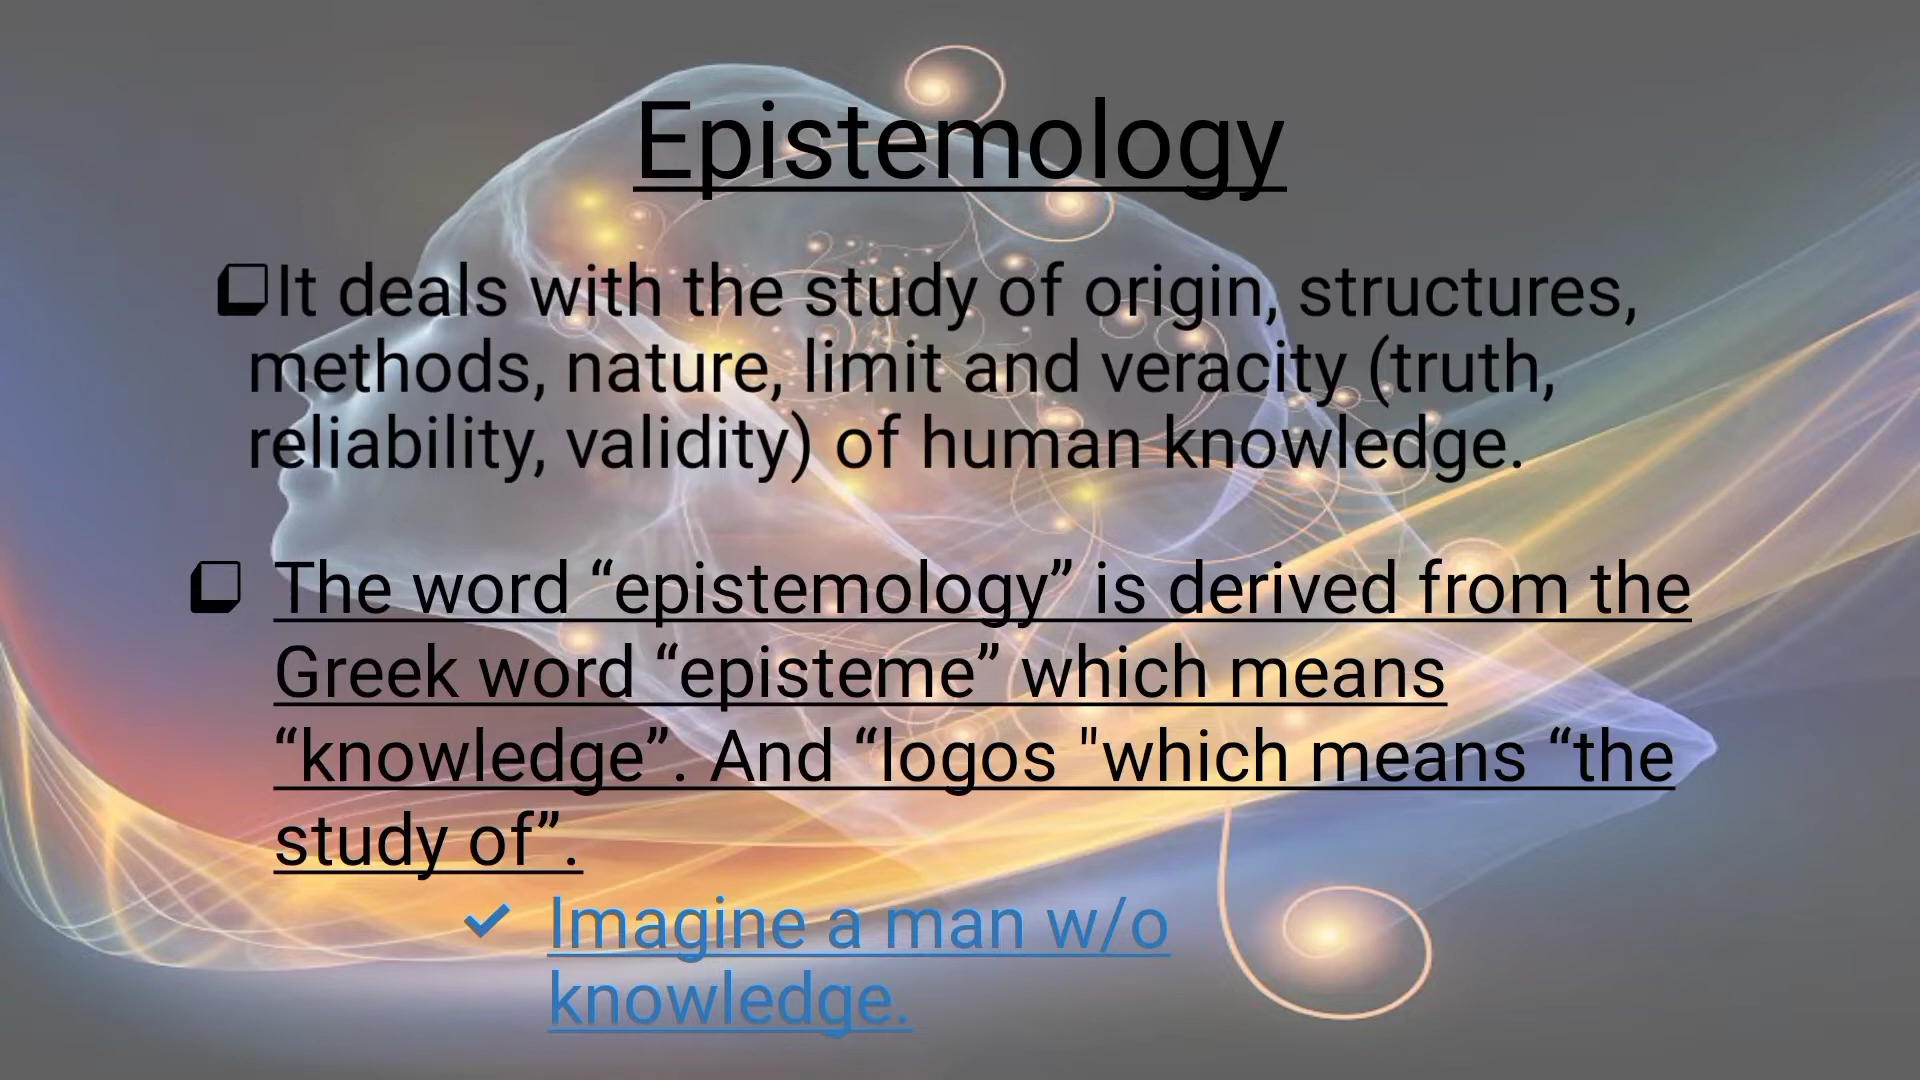 Epistemology
❑It deals with the study of origin, structures,
methods, nature, limit and veracity (truth,
reliability, validity) of human knowledge.
❑ The word “epistemology” is derived from the
Greek word “episteme” which means
“knowledge”. And “logos "which means “the
study of”.
✓ Imagine a man w/o
knowledge.